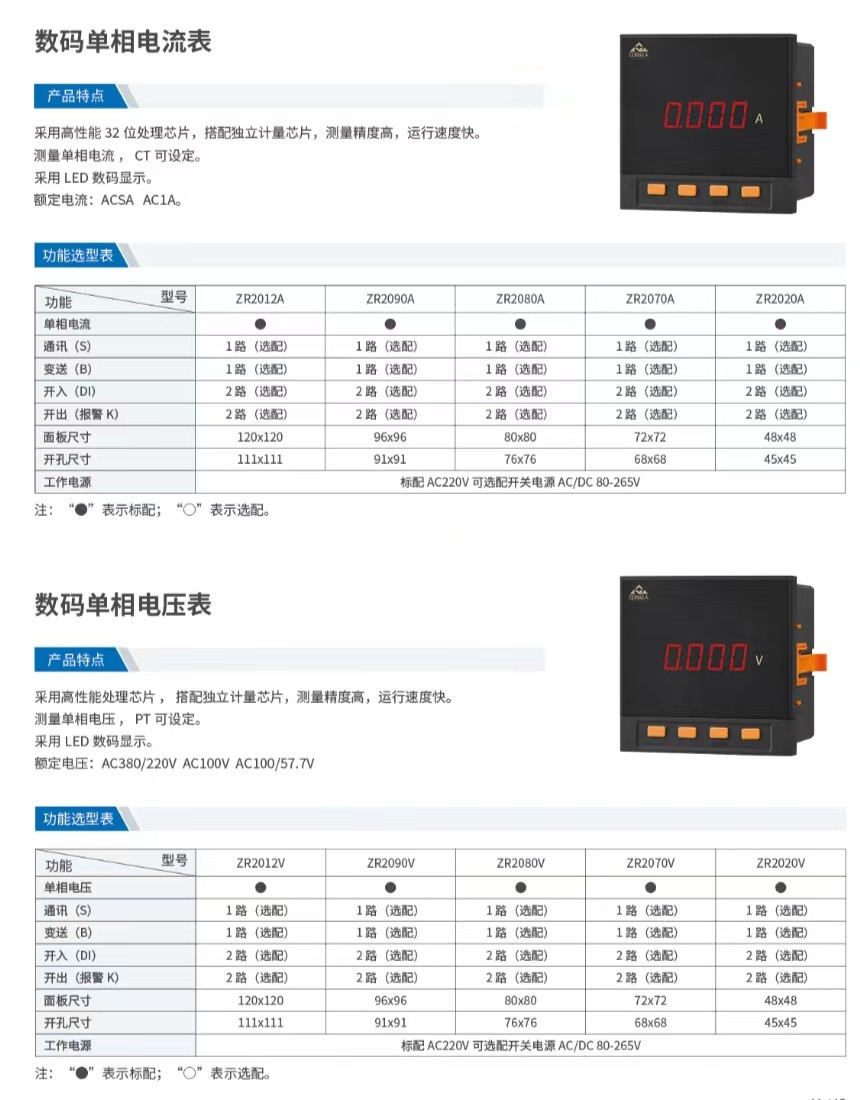 数码单相电流表
产品特点
采用高性能 32 位处理芯片，搭配独立计量芯片，测量精度高，运行速度快。
测量单相电流， CT 可设定。
采用 LED 数码显示。
额定电流：ACSA AC1A。
0.000 A
功能选型表
功能 型号 ZR2012A ZR2090A ZR2080A ZR2070A ZR2020A
单相电流 ● ● ● ● ●
通讯（S） 1 路（选配） 1 路（选配） 1 路（选配） 1 路（选配） 1 路（选配）
变送（B） 1 路（选配） 1 路（选配） 1 路（选配） 1 路（选配） 1 路（选配）
开入（DI） 2 路（选配） 2 路（选配） 2 路（选配） 2 路（选配） 2 路（选配）
开出（报警 K） 2 路（选配） 2 路（选配） 2 路（选配） 2 路（选配） 2 路（选配）
面板尺寸 120x120 96x96 80x80 72x72 48x48
开孔尺寸 111x111 91x91 76x76 68x68 45x45
工作电源 标配 AC220V 可选配开关电源 AC/DC 80-265V
注：“●”表示标配；“○”表示选配。
数码单相电压表
产品特点
采用高性能处理芯片， 搭配独立计量芯片，测量精度高，运行速度快。
测量单相电压， PT 可设定。
采用 LED 数码显示。
额定电压：AC380/220V AC100V AC100/57.7V
0.000 V
功能选型表
功能 型号 ZR2012V ZR2090V ZR2080V ZR2070V ZR2020V
单相电压 ● ● ● ● ●
通讯（S） 1 路（选配） 1 路（选配） 1 路（选配） 1 路（选配） 1 路（选配）
变送（B） 1 路（选配） 1 路（选配） 1 路（选配） 1 路（选配） 1 路（选配）
开入（DI） 2 路（选配） 2 路（选配） 2 路（选配） 2 路（选配） 2 路（选配）
开出（报警 K） 2 路（选配） 2 路（选配） 2 路（选配） 2 路（选配） 2 路（选配）
面板尺寸 120x120 96x96 80x80 72x72 48x48
开孔尺寸 111x111 91x91 76x76 68x68 45x45
工作电源 标配 AC220V 可选配开关电源 AC/DC 80-265V
注：“●”表示标配；“○”表示选配。